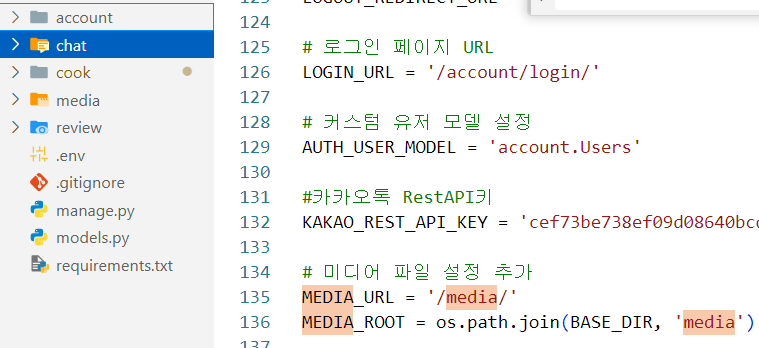 account
chat
cook
media
review
.env
.gitignore
manage.py
models.py
requirements.txt
123 LOGOUT_REDIRECT_URL
124
125 # 로그인 페이지 URL
126 LOGIN_URL = '/account/login/'
127
128 # 커스텀 유저 모델 설정
129 AUTH_USER_MODEL = 'account.Users'
130
131 #카카오톡 RestAPI키
132 KAKAO_REST_API_KEY = 'cef73be738ef09d08640bcc
133
134 # 미디어 파일 설정 추가
135 MEDIA_URL = '/media/'
136 MEDIA_ROOT = os.path.join(BASE_DIR, 'media')
137